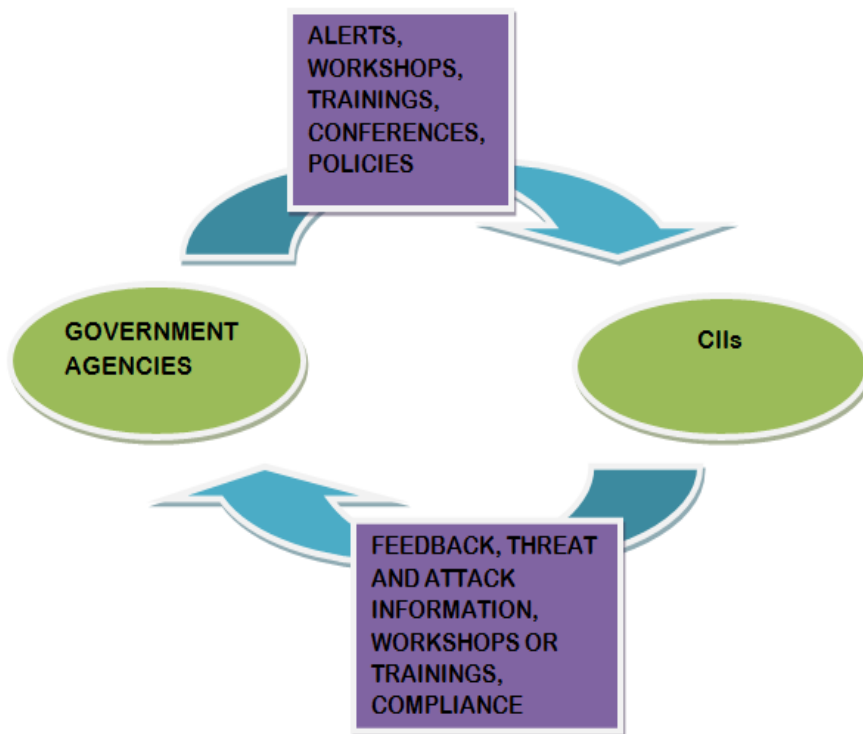 ALERTS,
WORKSHOPS,
TRAININGS,
CONFERENCES,
POLICIES
GOVERNMENT
AGENCIES
CIIs
FEEDBACK, THREAT
AND ATTACK
INFORMATION,
WORKSHOPS OR
TRAININGS,
COMPLIANCE